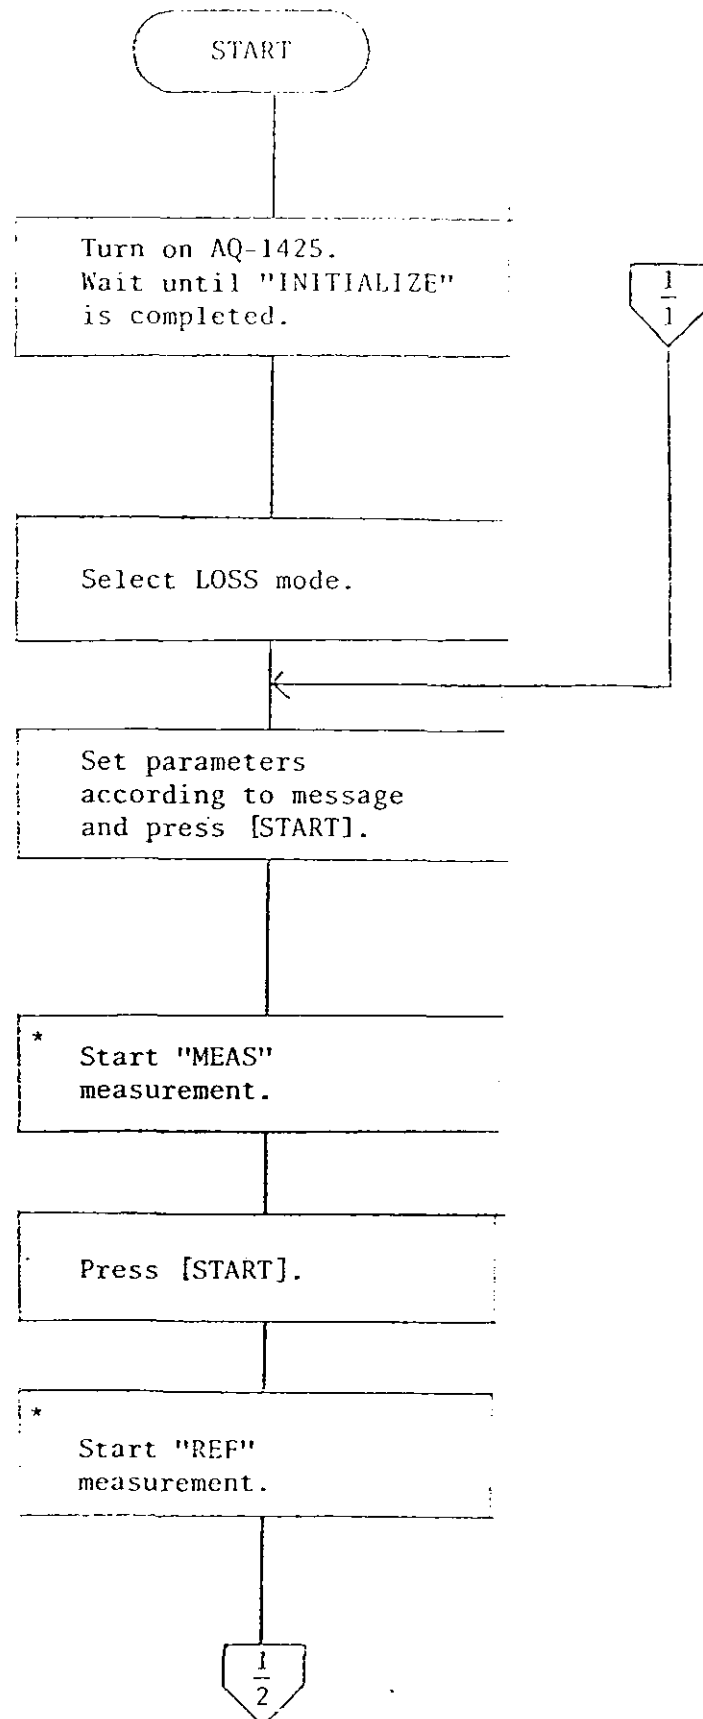 START
Turn on AQ-1425.
Wait until "INITIALIZE"
is completed.
1
1
Select LOSS mode.
Set parameters
according to message
and press [START].
*
Start "MEAS"
measurement.
Press [START].
*
Start "REF"
measurement.
1
2